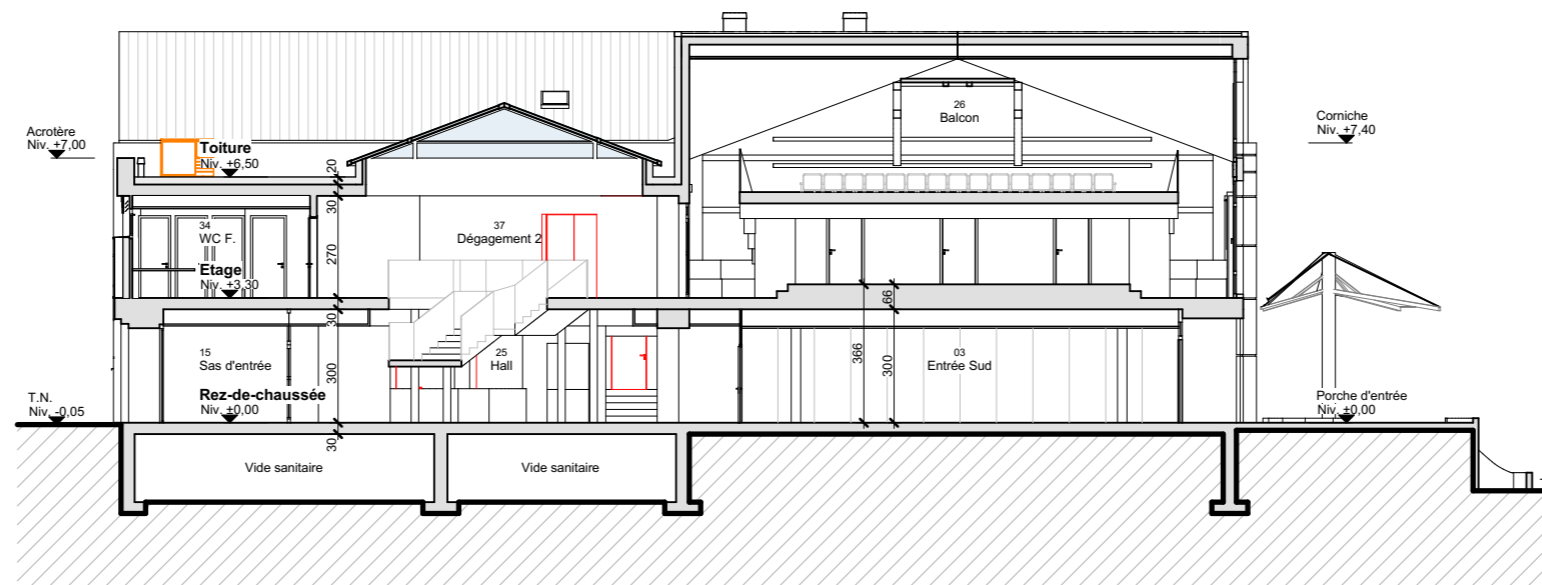 Acrotère
Niv. +7,00
Toiture
Niv. +6,50
20
30
26
Balcon
Corniche
Niv. +7,40
34
WC F.
37
Dégagement 2
270
Etage
Niv. +3,30
30
66
15
Sas d'entrée
25
Hall
300
366
300
03
Entrée Sud
T.N.
Niv. -0,05
Rez-de-chaussée
Niv. ±0,00
Porche d'entrée
Niv. ±0,00
30
Vide sanitaire
Vide sanitaire